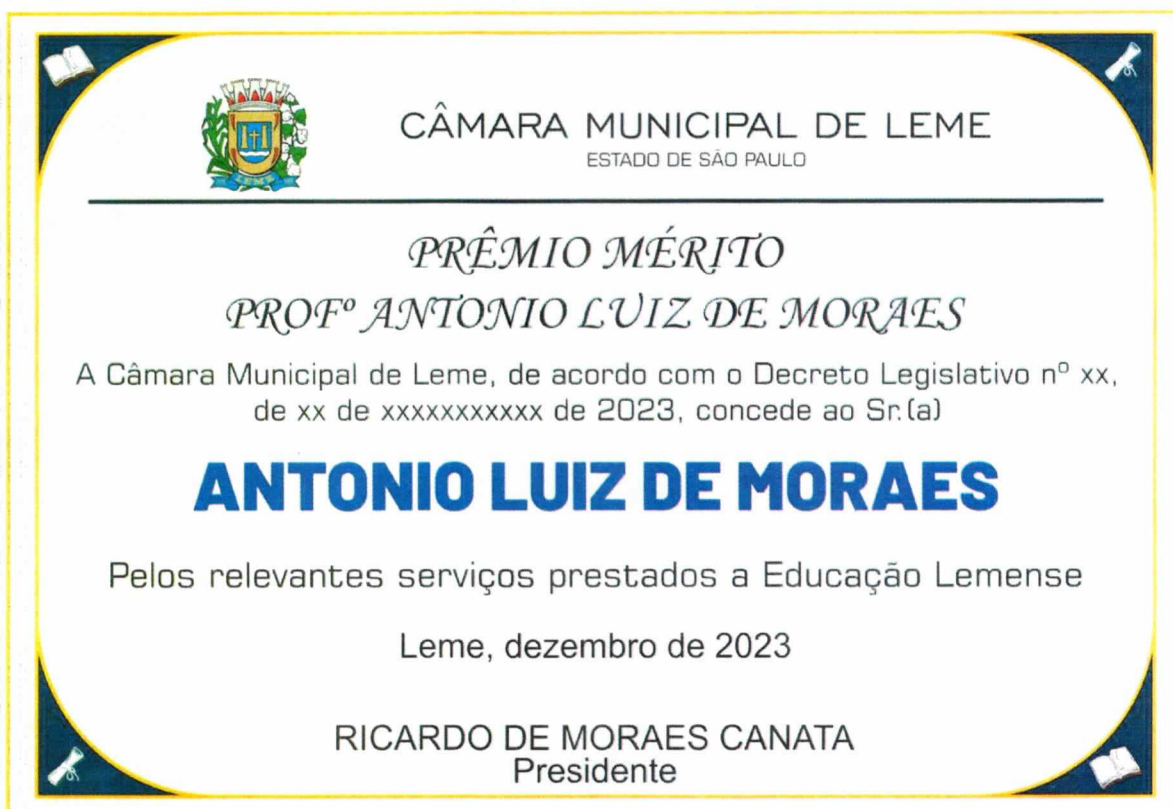 LEME
CÂMARA MUNICIPAL DE LEME
ESTADO DE SÃO PAULO
PRÊMIO MÉRITO
PROFº ANTONIO LUIZ DE MORAES
A Câmara Municipal de Leme, de acordo com o Decreto Legislativo nº xx,
de xx de xxxxxxxxxxx de 2023, concede ao Sr.(a)
ANTONIO LUIZ DE MORAES
Pelos relevantes serviços prestados a Educação Lemense
Leme, dezembro de 2023
RICARDO DE MORAES CANATA
Presidente